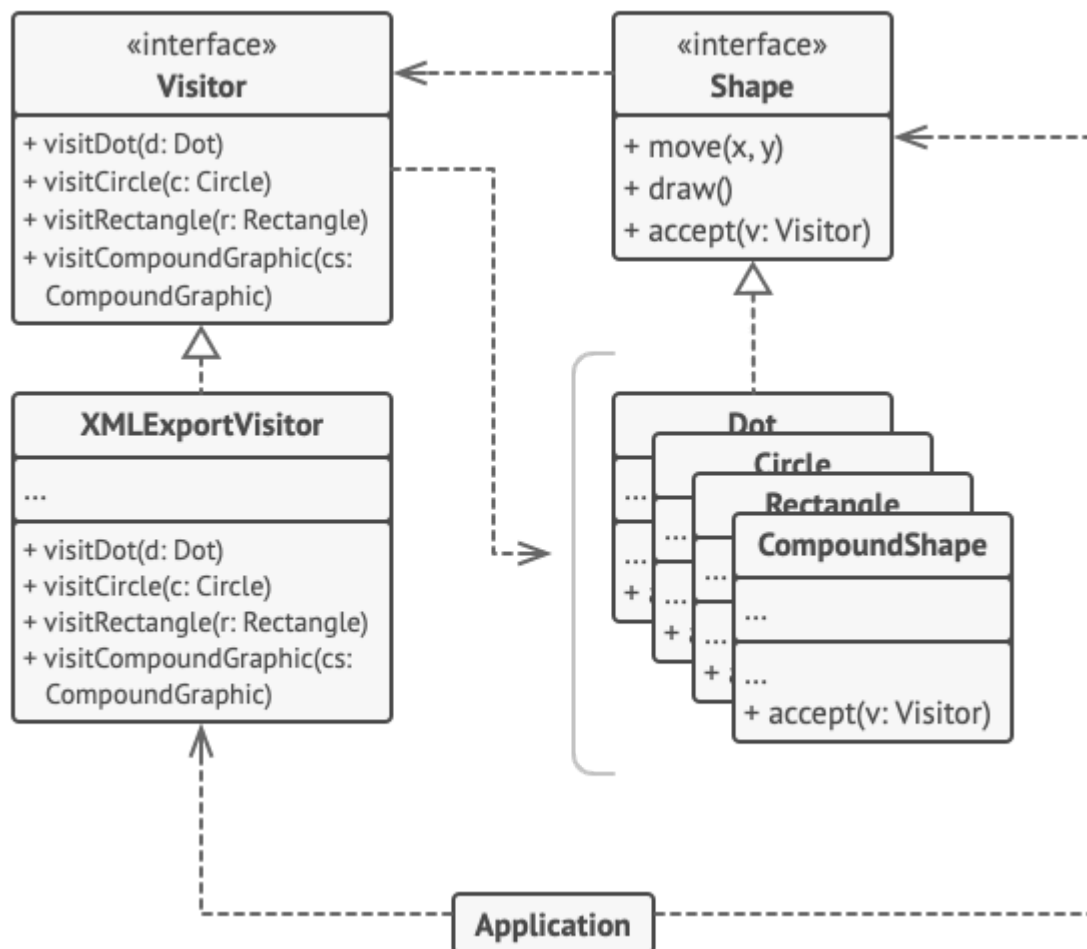 «interface»
Visitor
+ visitDot(d: Dot)
+ visitCircle(c: Circle)
+ visitRectangle(r: Rectangle)
+ visitCompoundGraphic(cs:
CompoundGraphic)
«interface»
Shape
+ move(x, y)
+ draw()
+ accept(v: Visitor)
XMLExportVisitor
...
+ visitDot(d: Dot)
+ visitCircle(c: Circle)
+ visitRectangle(r: Rectangle)
+ visitCompoundGraphic(cs:
CompoundGraphic)
Dot
...
...
+
Circle
...
...
+
Rectangle
...
...
+
CompoundShape
...
...
+ accept(v: Visitor)
Application